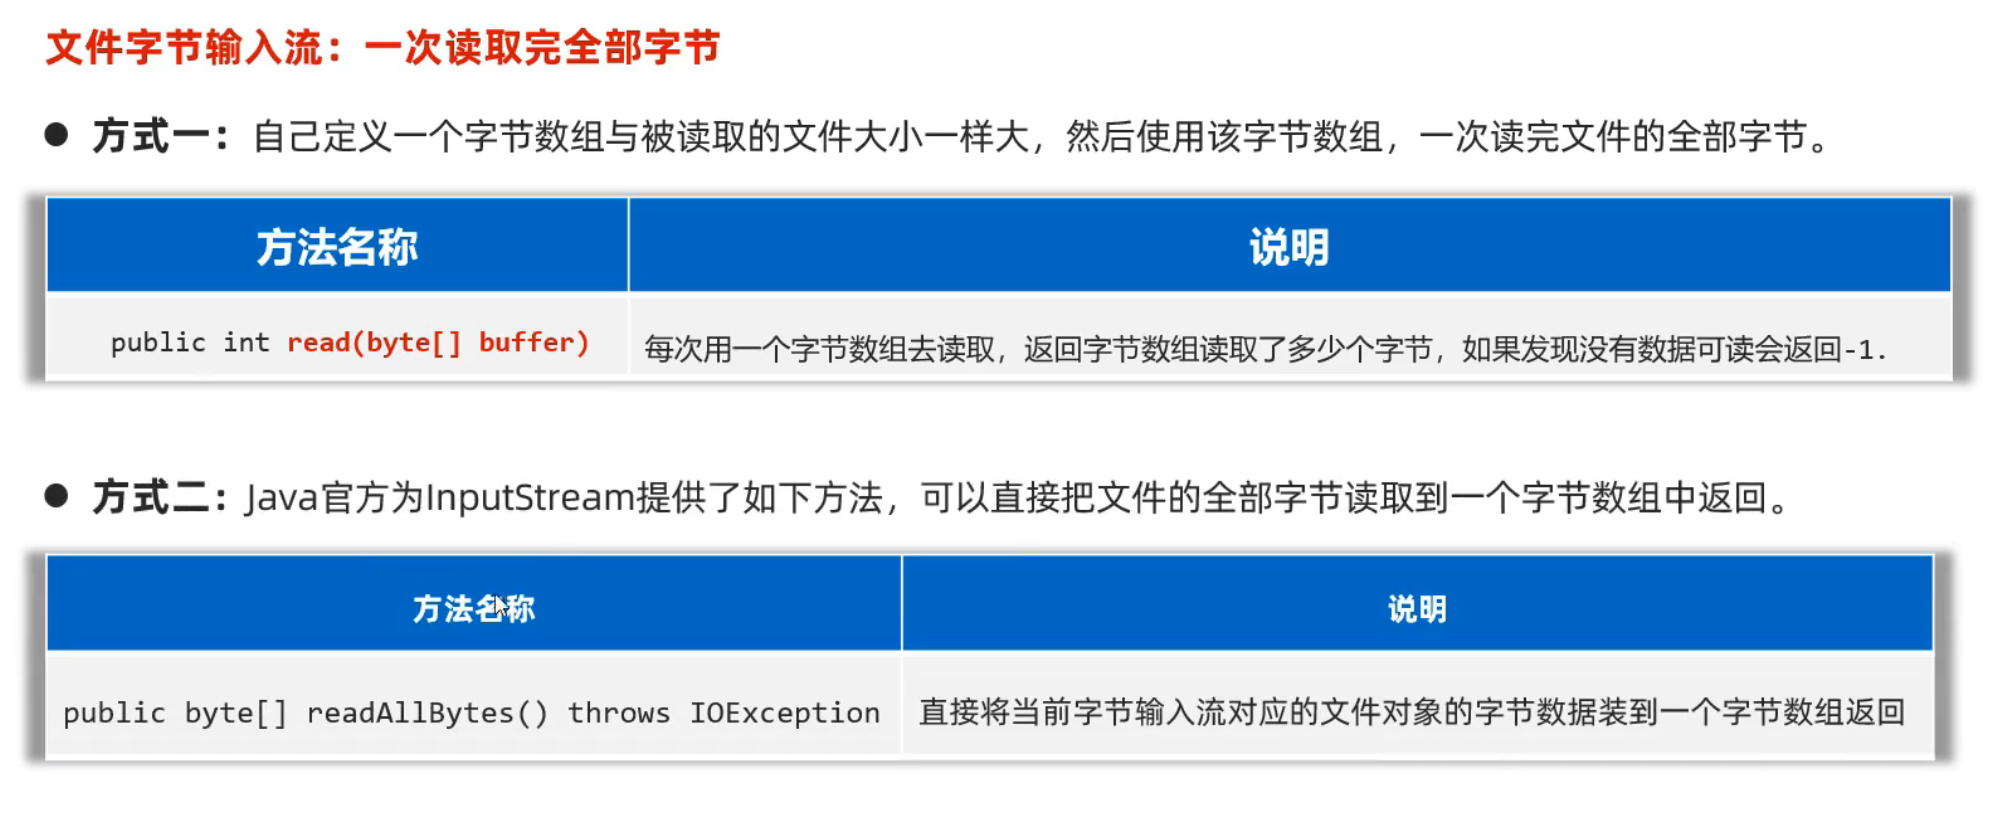 文件字节输入流：一次读取完全部字节
● 方式一：自己定义一个字节数组与被读取的文件大小一样大，然后使用该字节数组，一次读完文件的全部字节。
方法名称 说明
public int read(byte[] buffer) 每次用一个字节数组去读取，返回字节数组读取了多少个字节，如果发现没有数据可读会返回-1.
● 方式二：Java官方为InputStream提供了如下方法，可以直接把文件的全部字节读取到一个字节数组中返回。
方法名称 说明
public byte[] readAllBytes() throws IOException 直接将当前字节输入流对应的文件对象的字节数据装到一个字节数组返回